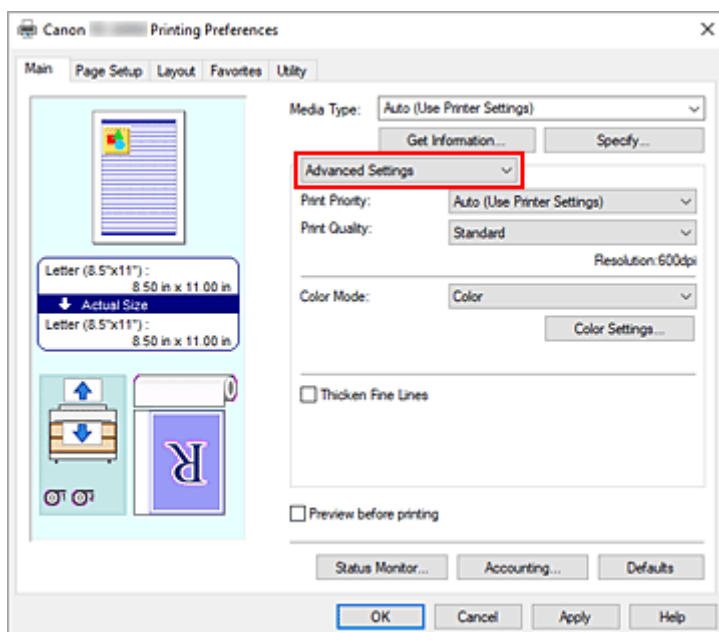 Canon Printing Preferences
Main Page Setup Layout Favorites Utility
Media Type: Auto (Use Printer Settings)
Get Information... Specify...
Advanced Settings
Print Priority: Auto (Use Printer Settings)
Print Quality: Standard
Resolution:600dpi
Letter (8.5"x11") :
8.50 in x 11.00 in
Actual Size
Letter (8.5"x11") :
8.50 in x 11.00 in
Color Mode: Color
Color Settings...
Thicken Fine Lines
R
Preview before printing
Status Monitor... Accounting... Defaults
OK Cancel Apply Help